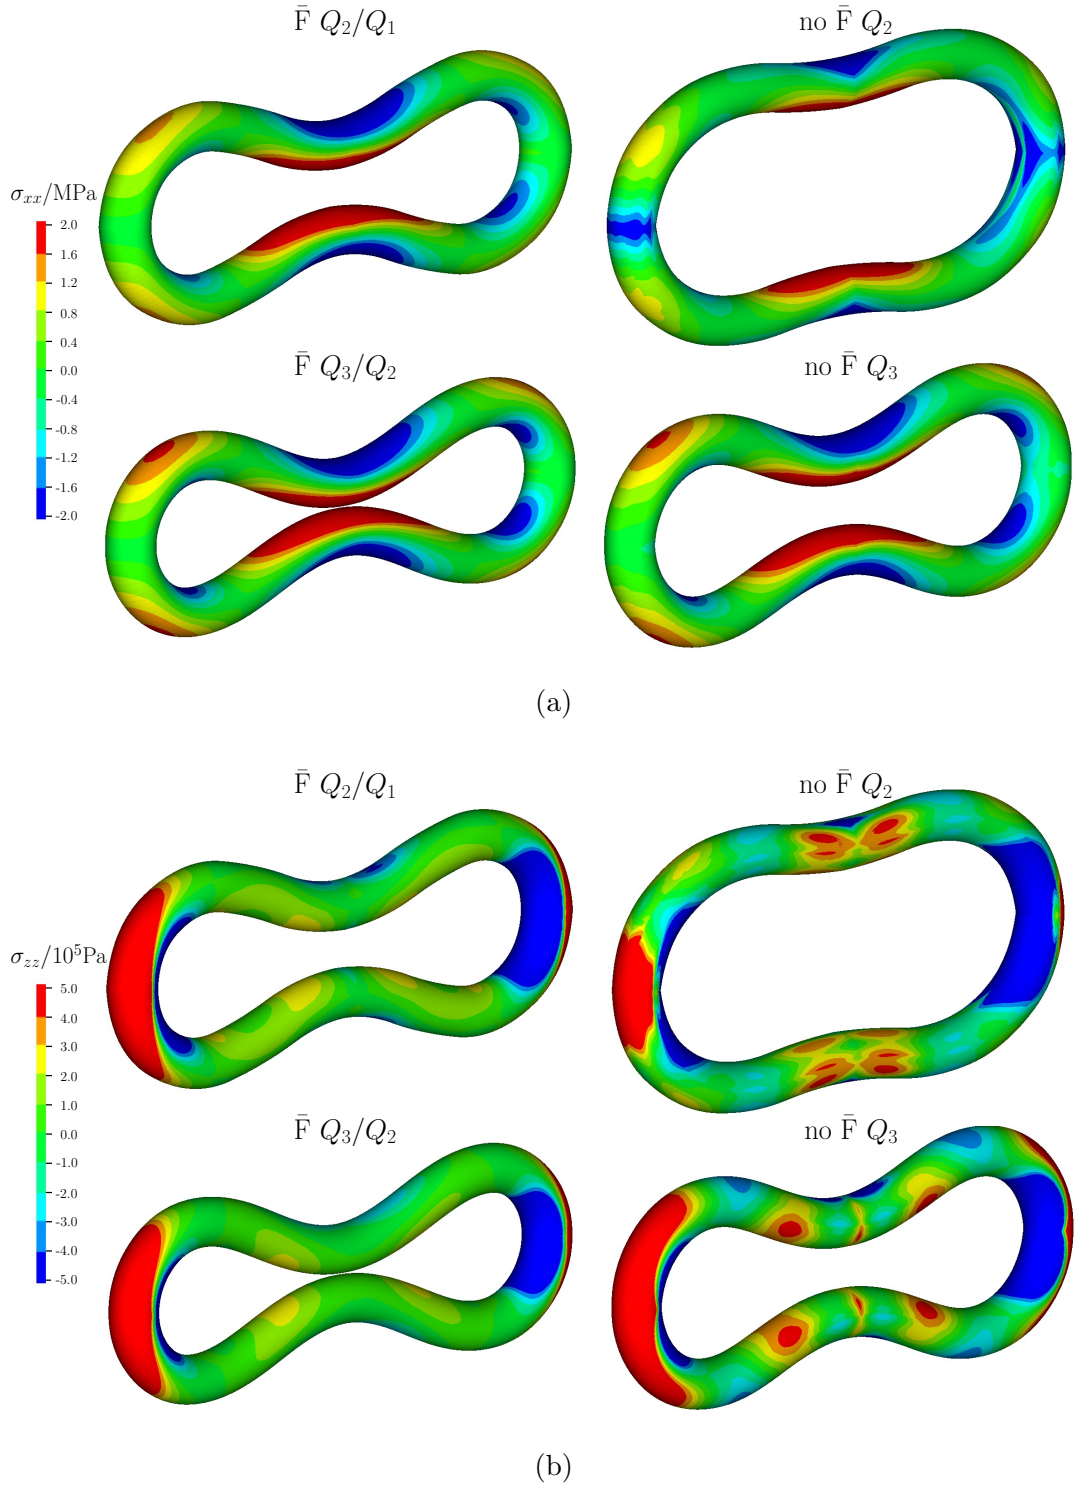 F̄ Q₂/Q₁
no F̄ Q₂
σₓₓ/MPa
2.0
1.6
1.2
0.8
0.4
0.0
-0.4
-0.8
-1.2
-1.6
-2.0
F̄ Q₃/Q₂
no F̄ Q₃
(a)
F̄ Q₂/Q₁
no F̄ Q₂
σ_zz/10⁵Pa
5.0
4.0
3.0
2.0
1.0
0.0
-1.0
-2.0
-3.0
-4.0
-5.0
F̄ Q₃/Q₂
no F̄ Q₃
(b)